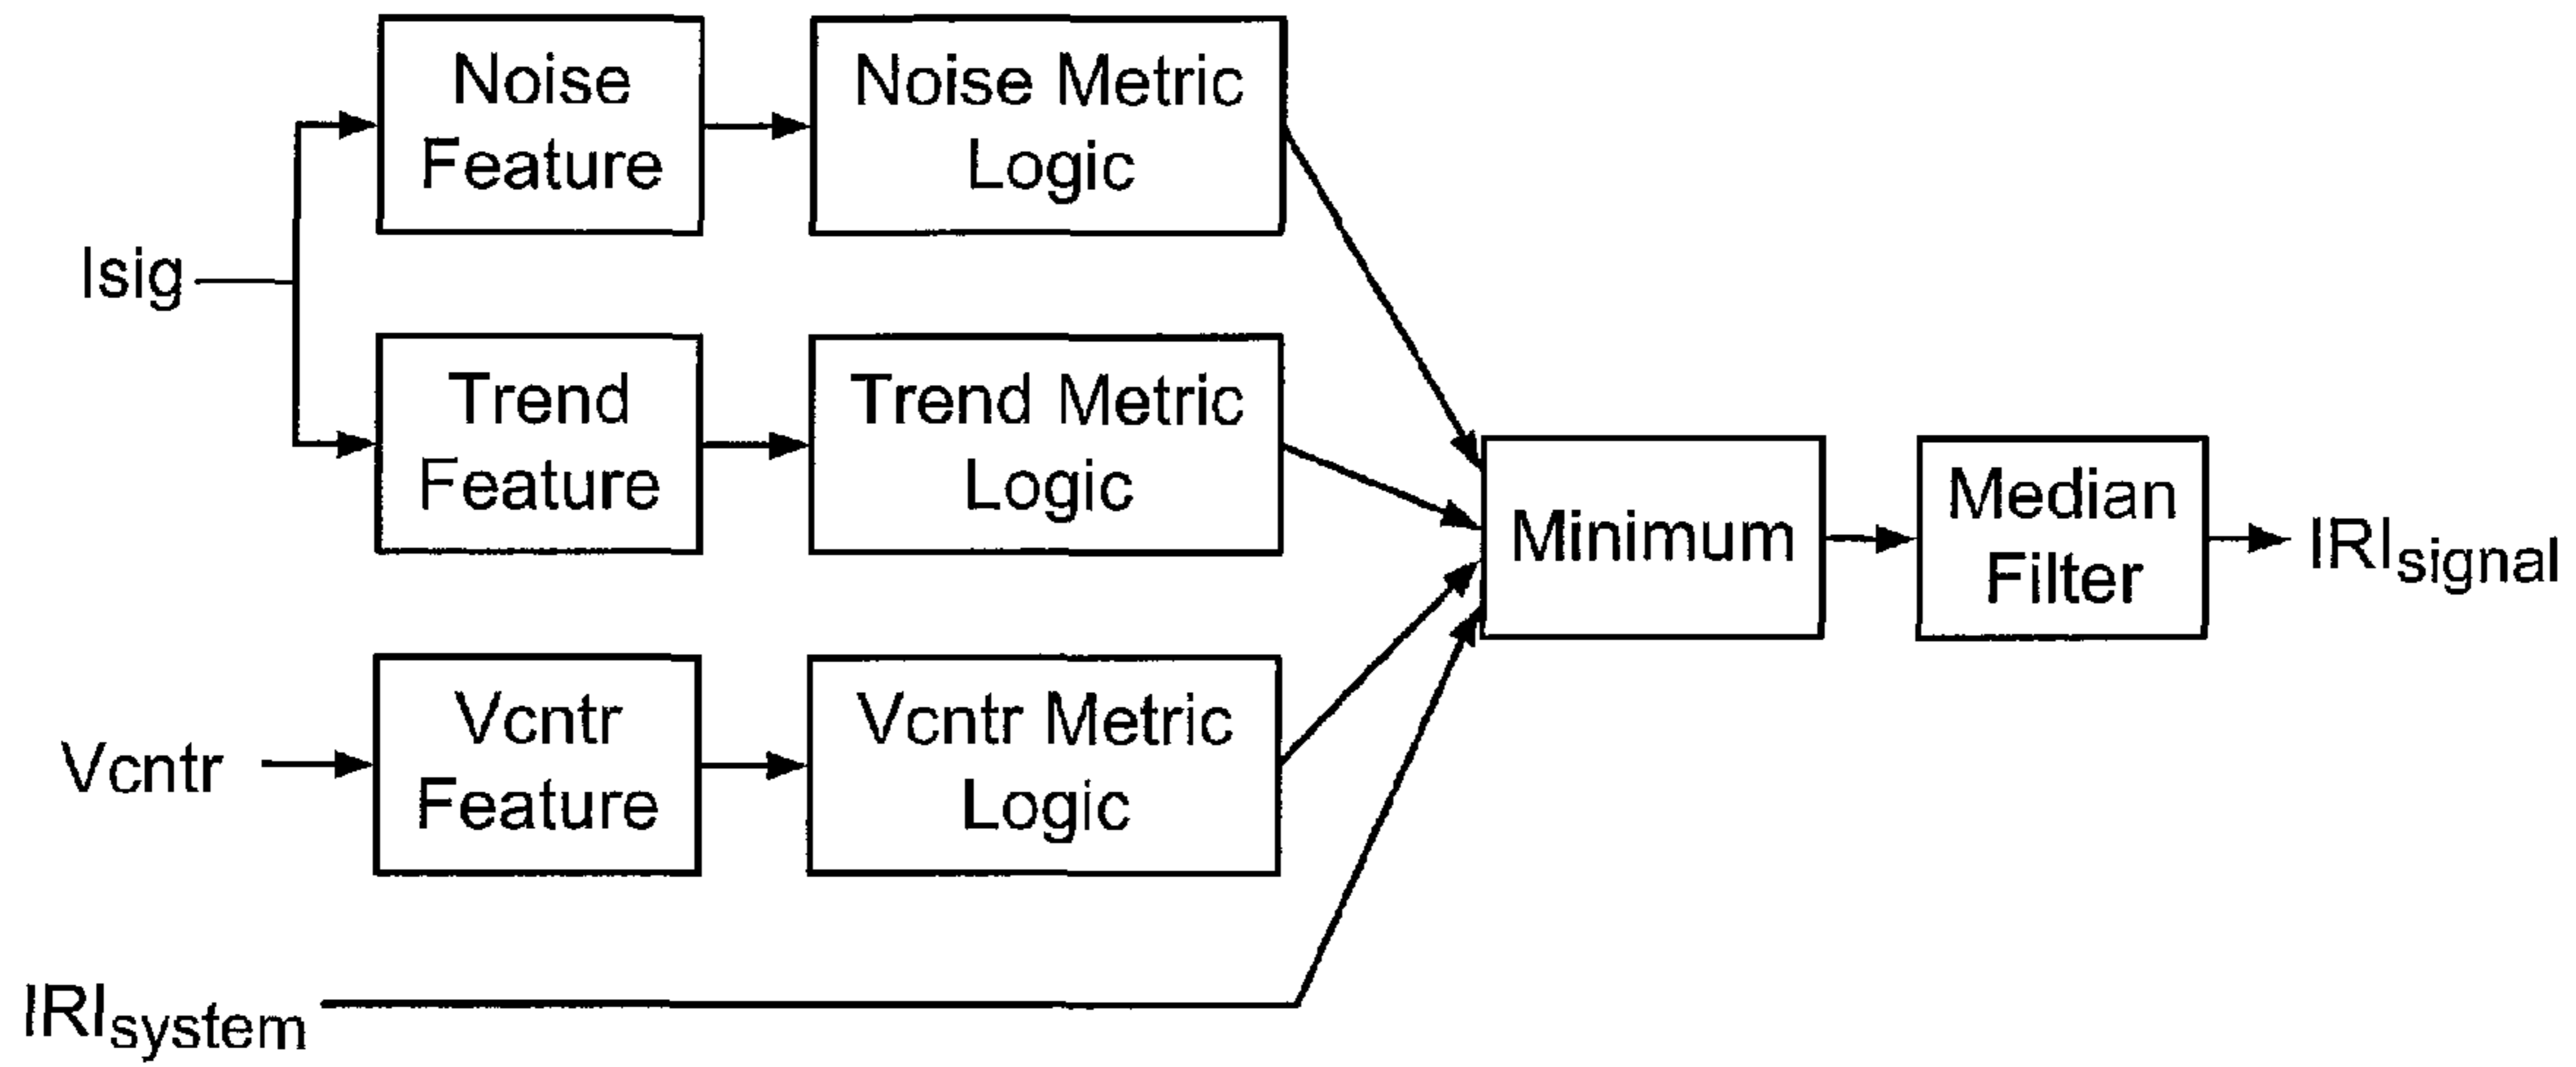 Noise
Feature
Noise Metric
Logic
Isig
Trend
Feature
Trend Metric
Logic
Minimum
Median
Filter
IRIsignal
Vcntr
Vcntr
Feature
Vcntr Metric
Logic
IRIsystem